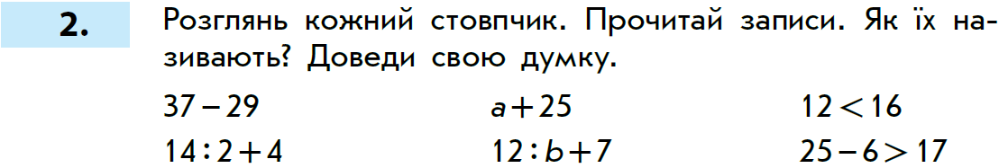 2. Розглянь кожний стовпчик. Прочитай записи. Як їх на-
зивають? Доведи свою думку.
37 – 29 a + 25 12 < 16
14 : 2 + 4 12 : b + 7 25 – 6 > 17